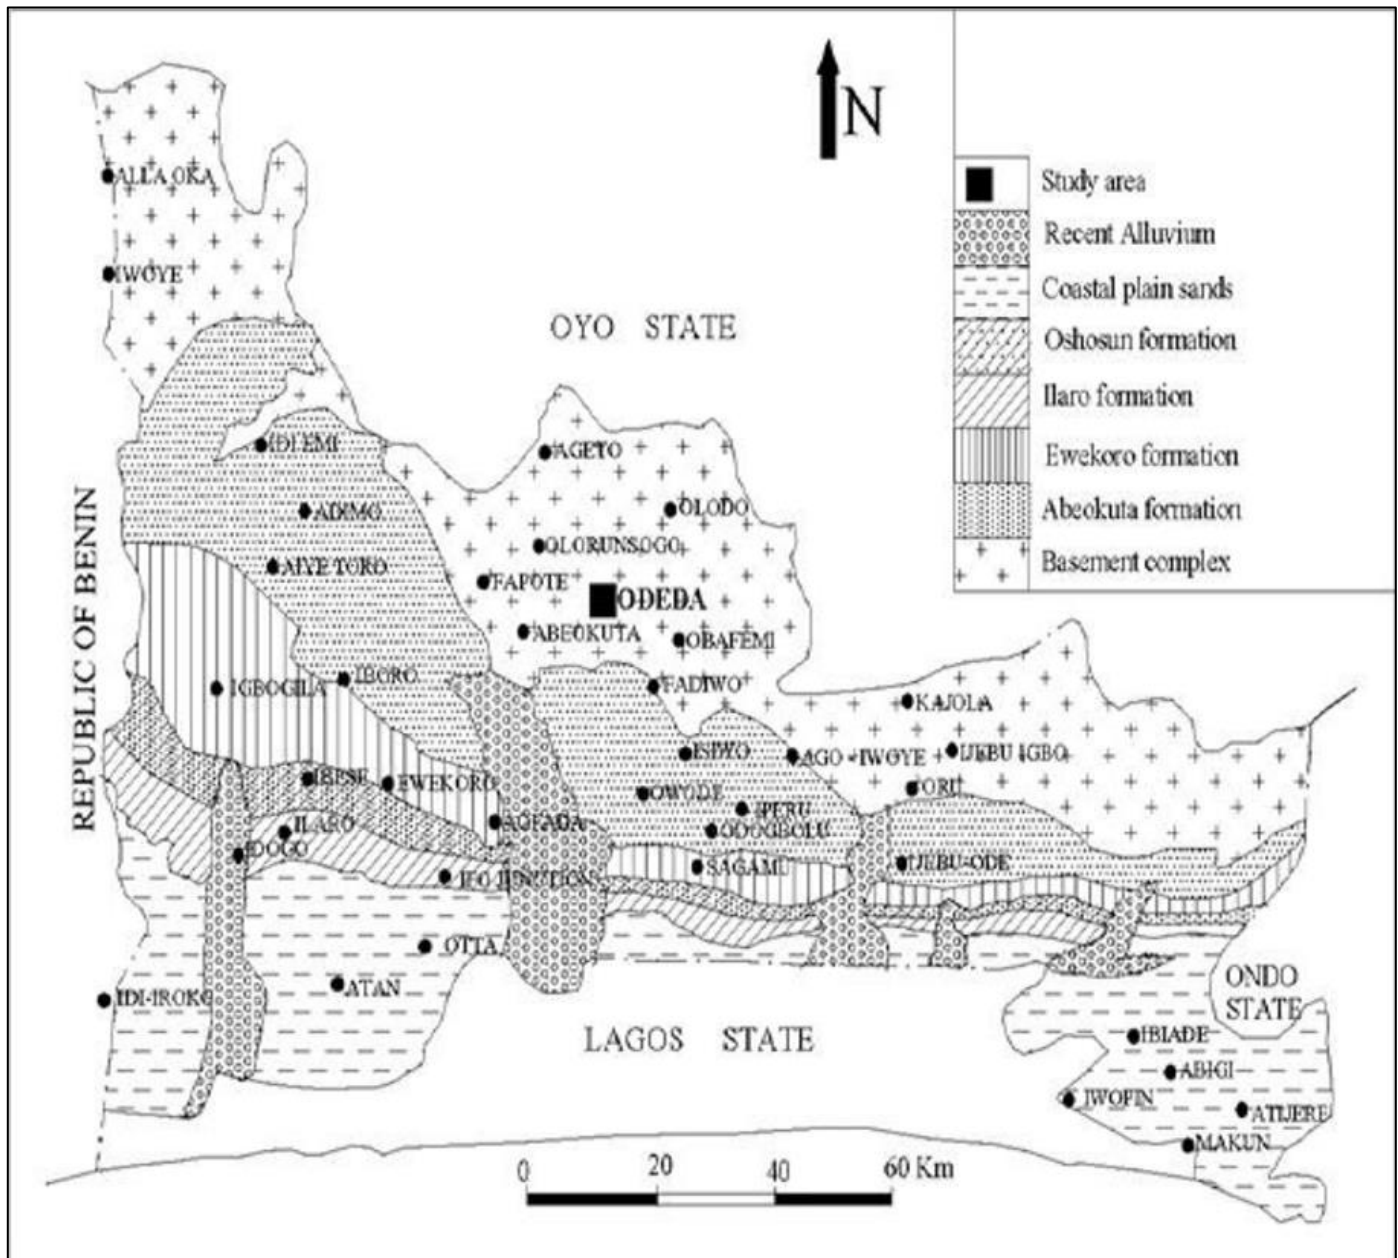 N
Study area
Recent Alluvium
Coastal plain sands
Oshosun formation
Ilaro formation
Ewekoro formation
Abeokuta formation
Basement complex
ALLA OKA
IWOYE
OYO STATE
IDI EMI
AGETO
ADIMO
OLODO
OLORUNSOGO
AIYE TORO
FAPOTE
ODEDA
ABEOKUTA
OBAFEMI
REPUBLIC OF BENIN
IGBOGILA
IBORO
FADIWO
KAJOLA
ISIWO
AGO - IWOYE
IJEBU IGBO
IBESE
EWEKORO
OWODE
IPERU
ORU
ILARO
AGFADA
ODOGBOLU
IDOGO
IFO JUNCTION
SAGAMU
IJEBU-ODE
OTTA
IDI-IROKO
ATAN
ONDO
STATE
LAGOS STATE
IBIADE
ABIGI
IWOFIN
ATIJERE
MAKUN
0 20 40 60 Km